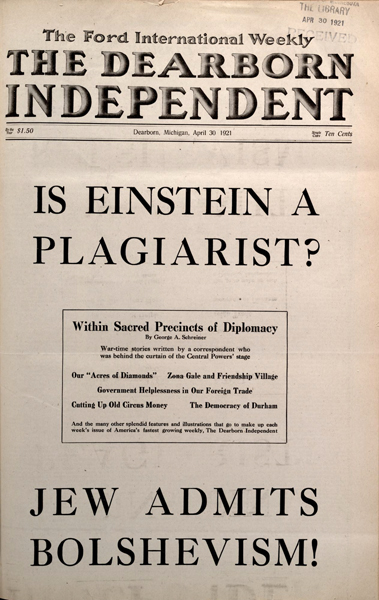 THE LIBRARY
APR 30 1921
RECEIVED
The Ford International Weekly
THE DEARBORN
INDEPENDENT
$1.50
Dearborn, Michigan, April 30 1921
Ten Cents
IS EINSTEIN A
PLAGIARIST?
Within Sacred Precincts of Diplomacy
By George A. Schreiner
War-time stories written by a correspondent who
was behind the curtain of the Central Powers' stage
Our "Acres of Diamonds" Zona Gale and Friendship Village
Government Helplessness in Our Foreign Trade
Cutting Up Old Circus Money The Democracy of Durham
And the many other splendid features and illustrations that go to make up each
week's issue of America's fastest growing weekly, The Dearborn Independent
JEW ADMITS
BOLSHEVISM!